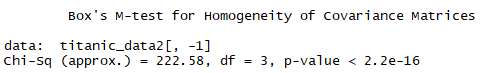 Box's M-test for Homogeneity of Covariance Matrices
data:  titanic_data2[, -1]
Chi-Sq (approx.) = 222.58, df = 3, p-value < 2.2e-16